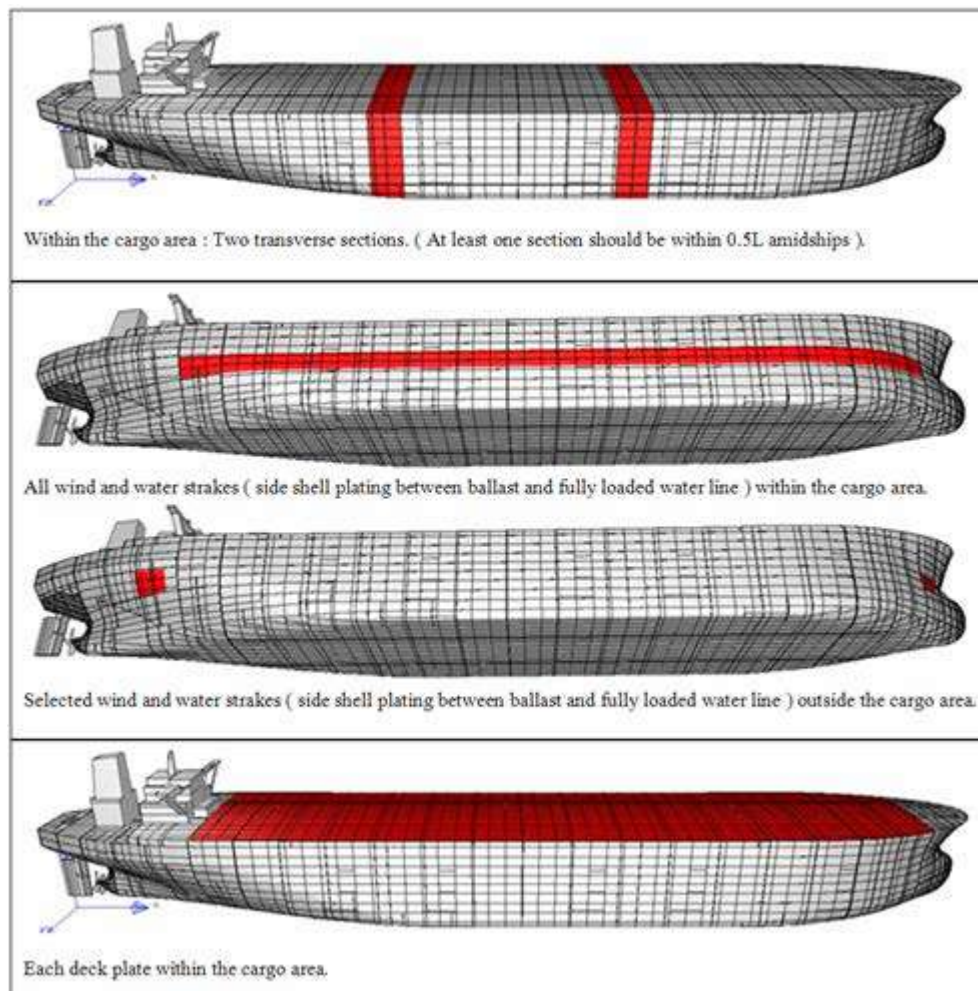 Within the cargo area : Two transverse sections. ( At least one section should be within 0.5L amidships ).
All wind and water strakes ( side shell plating between ballast and fully loaded water line ) within the cargo area.
Selected wind and water strakes ( side shell plating between ballast and fully loaded water line ) outside the cargo area.
Each deck plate within the cargo area.